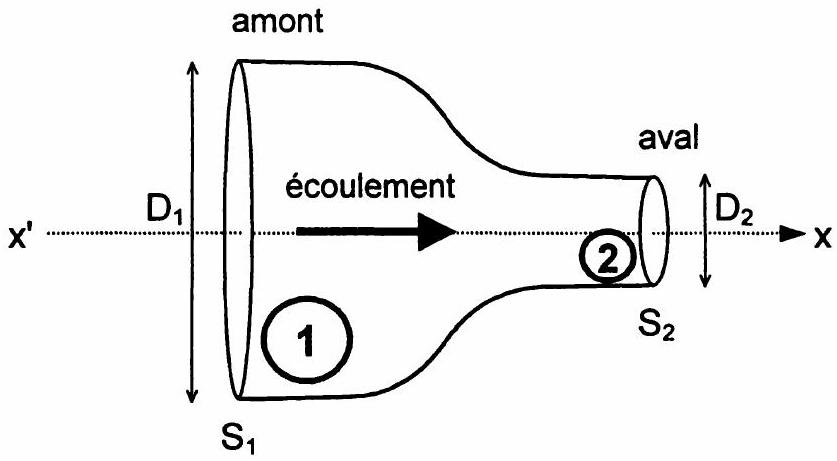 amont
aval
écoulement
D₁
D₂
x'
x
2
1
S₂
S₁